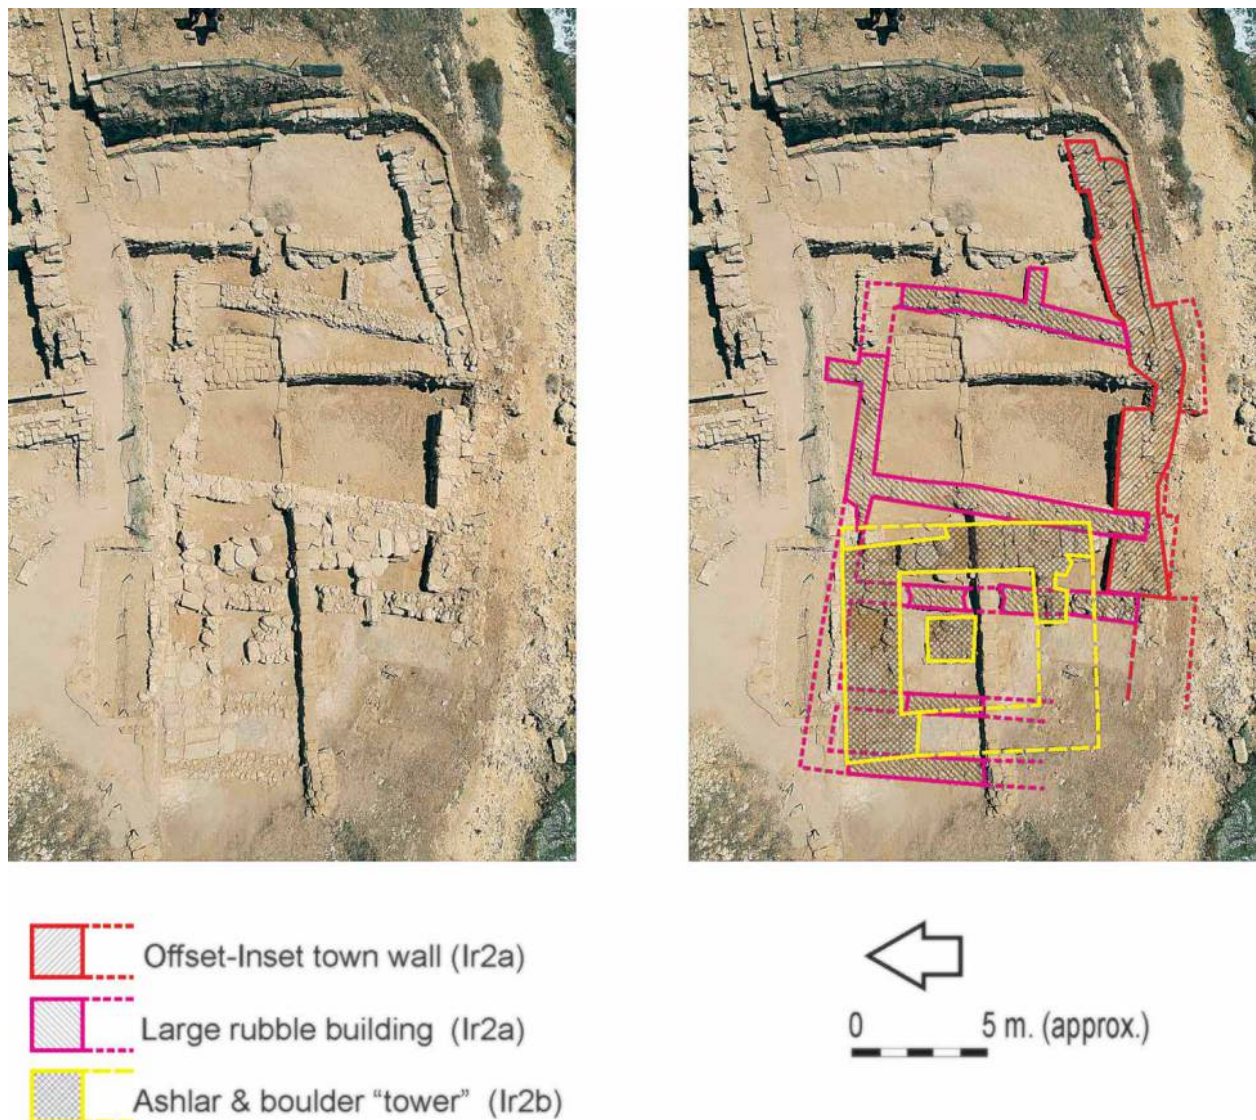 Offset-Inset town wall (Ir2a)
Large rubble building (Ir2a)
Ashlar & boulder “tower” (Ir2b)
0 5 m. (approx.)